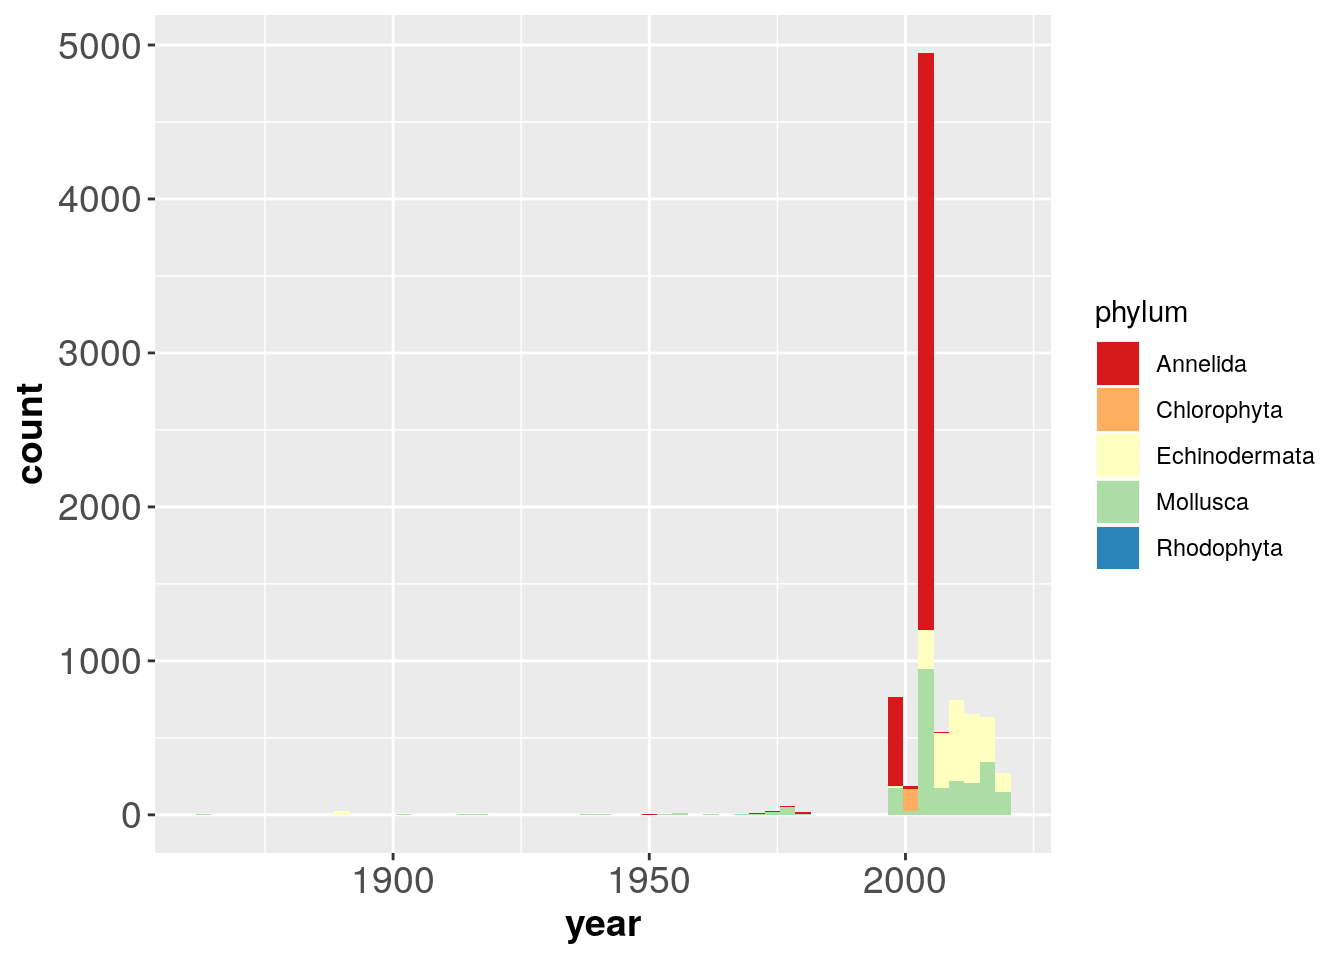 5000
4000
3000
2000
1000
0
count
1900
1950
2000
year
phylum
Annelida
Chlorophyta
Echinodermata
Mollusca
Rhodophyta